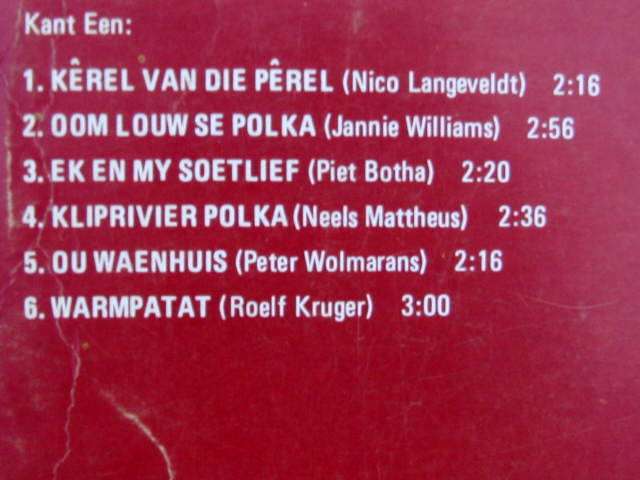 Kant Een:
1. KÊREL VAN DIE PÊREL (Nico Langeveldt) 2:16
2. OOM LOUW SE POLKA (Jannie Williams) 2:56
3. EK EN MY SOETLIEF (Piet Botha) 2:20
4. KLIPRIVIER POLKA (Neels Mattheus) 2:36
5. OU WAENHUIS (Peter Wolmarans) 2:16
6. WARMPATAT (Roelf Kruger) 3:00